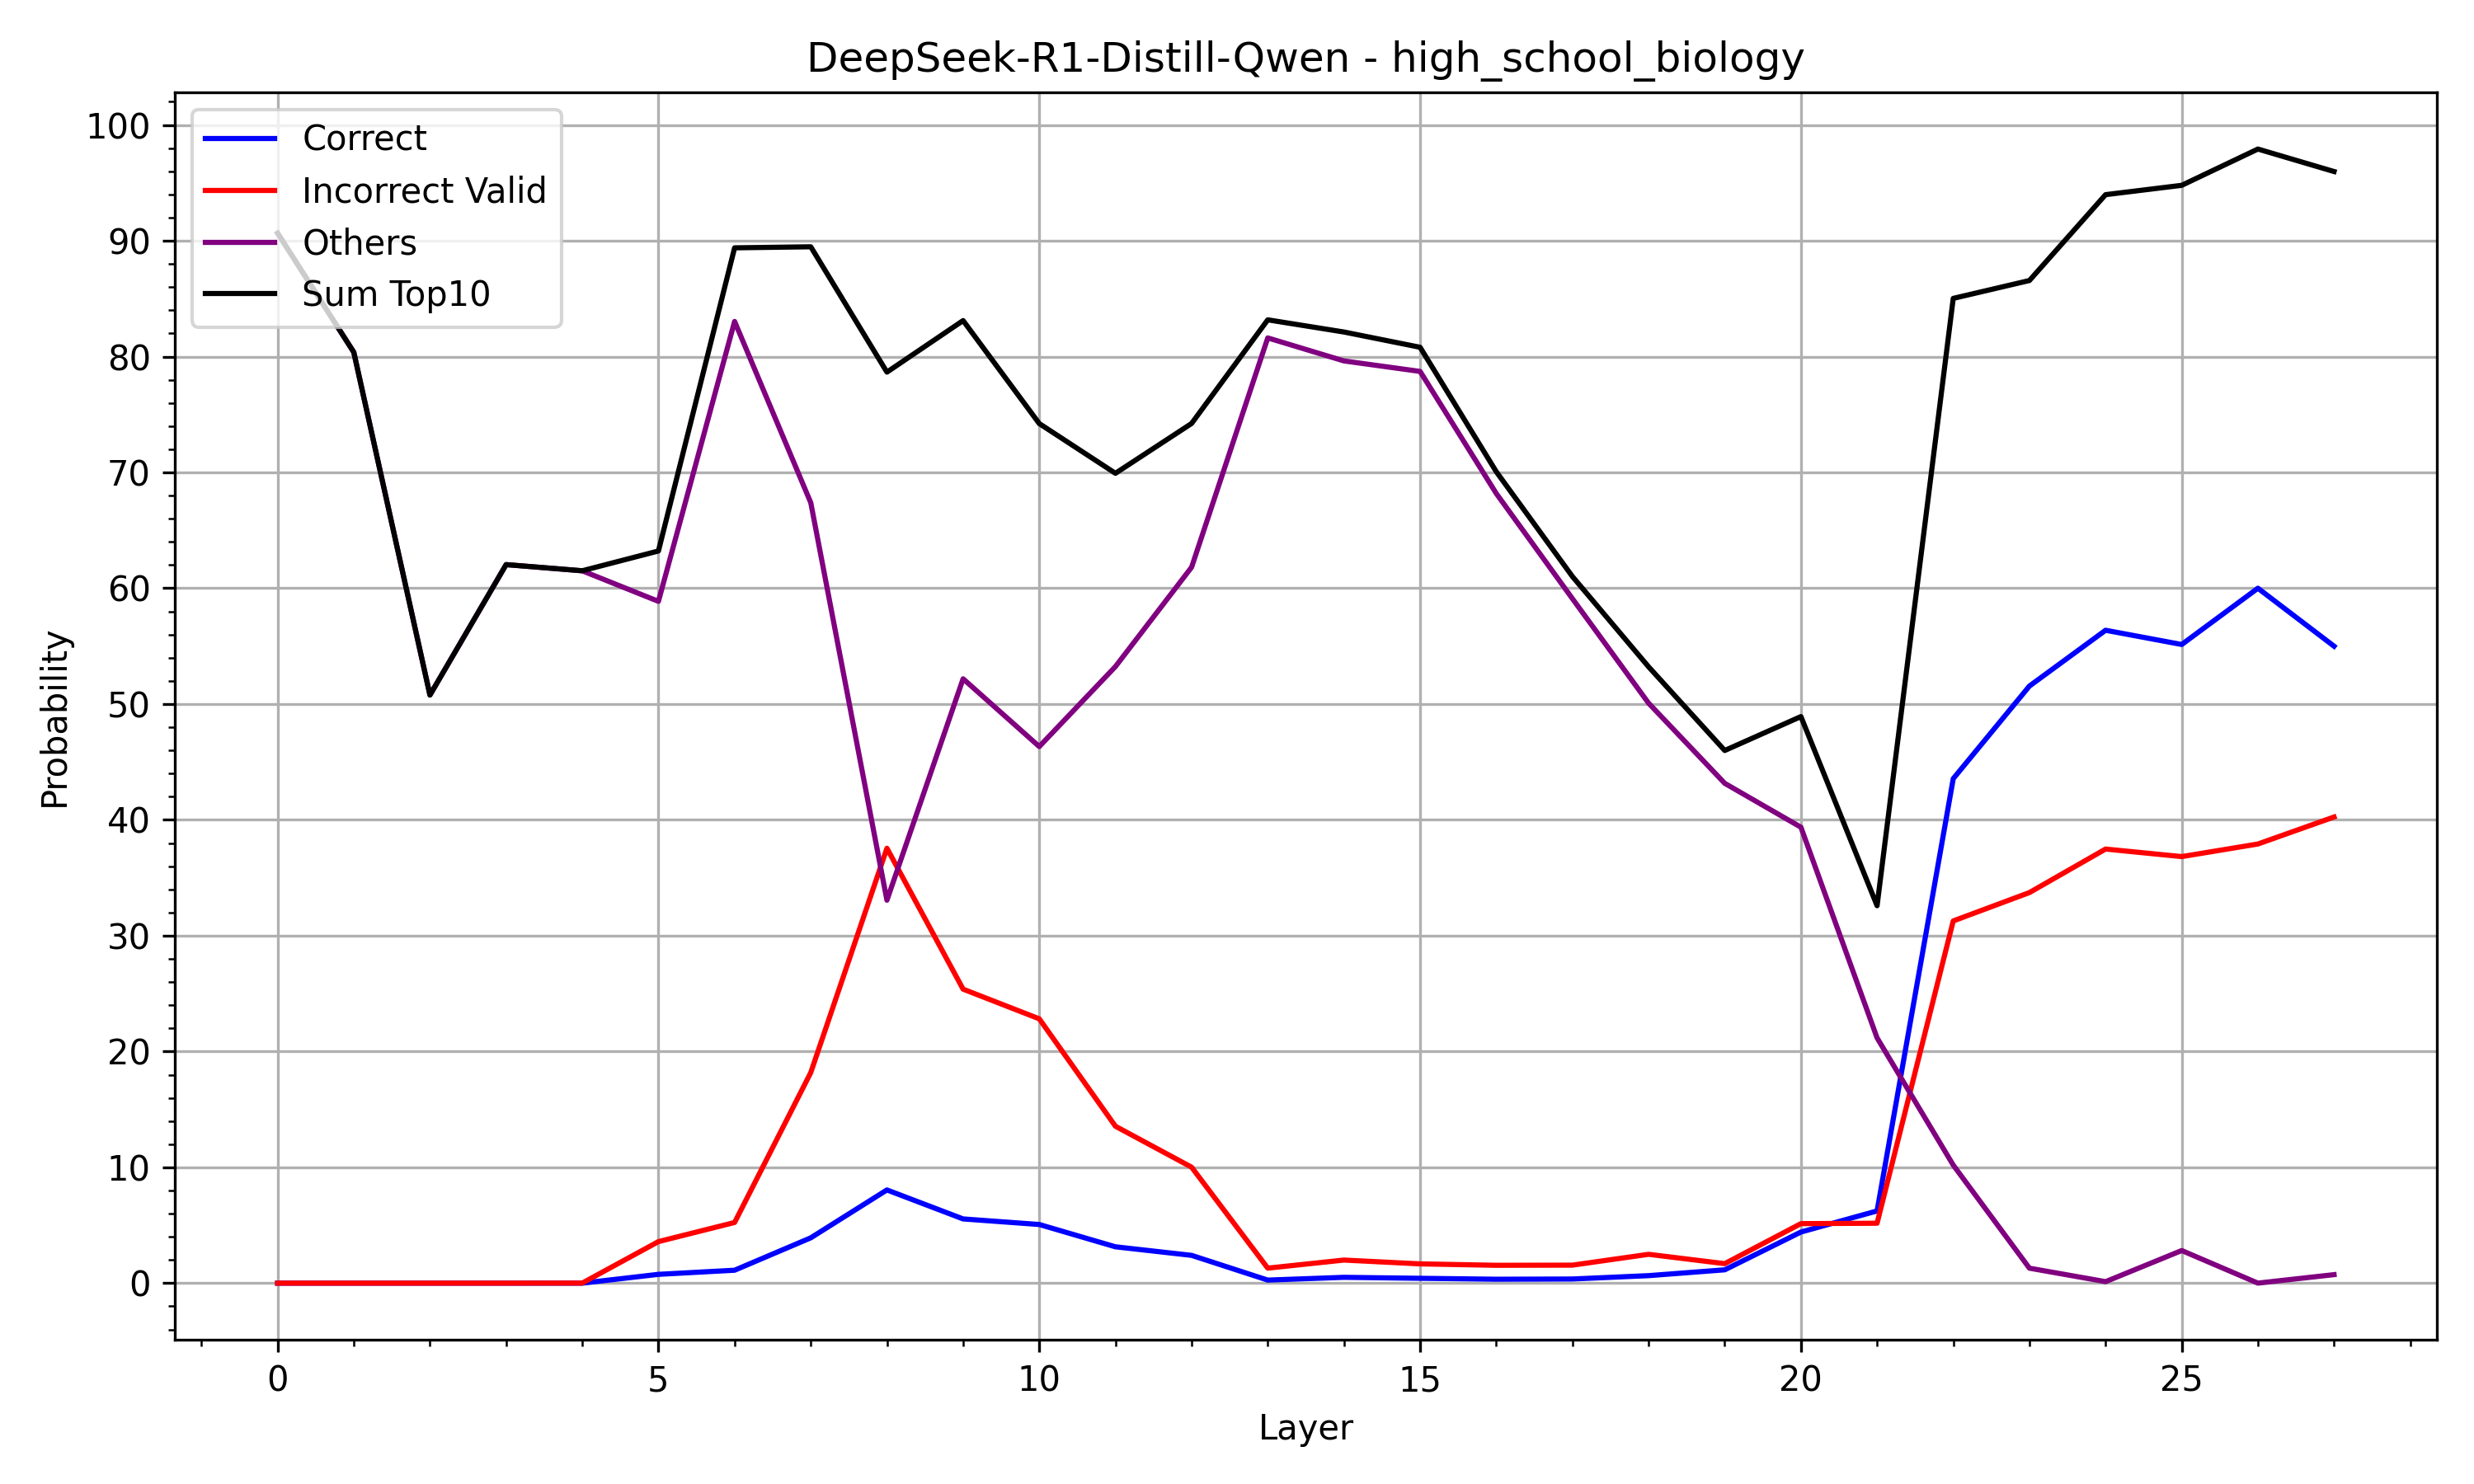 DeepSeek-R1-Distill-Qwen - high_school_biology
Correct
Incorrect Valid
Others
Sum Top10
100
90
80
70
60
50
40
30
20
10
0
Probability
0 5 10 15 20 25
Layer